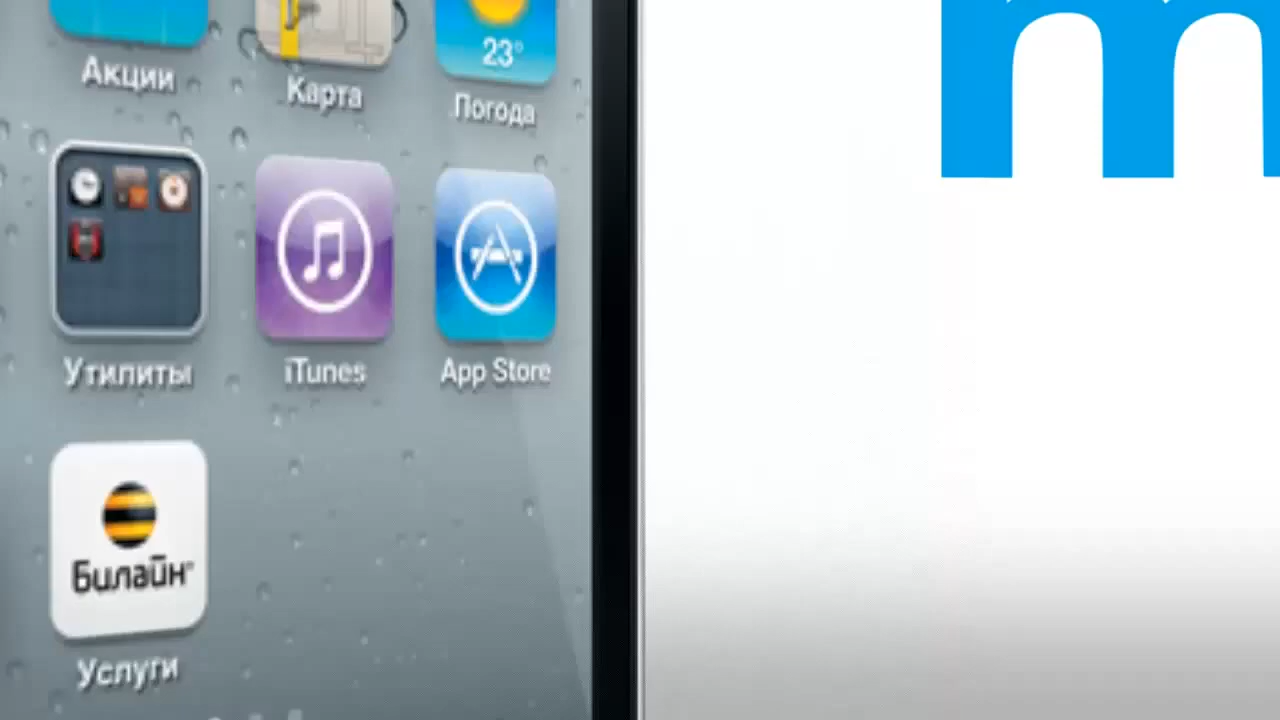 23°
Акции
Карта
Погода
Утилиты
iTunes
App Store
Билайн
Услуги
m